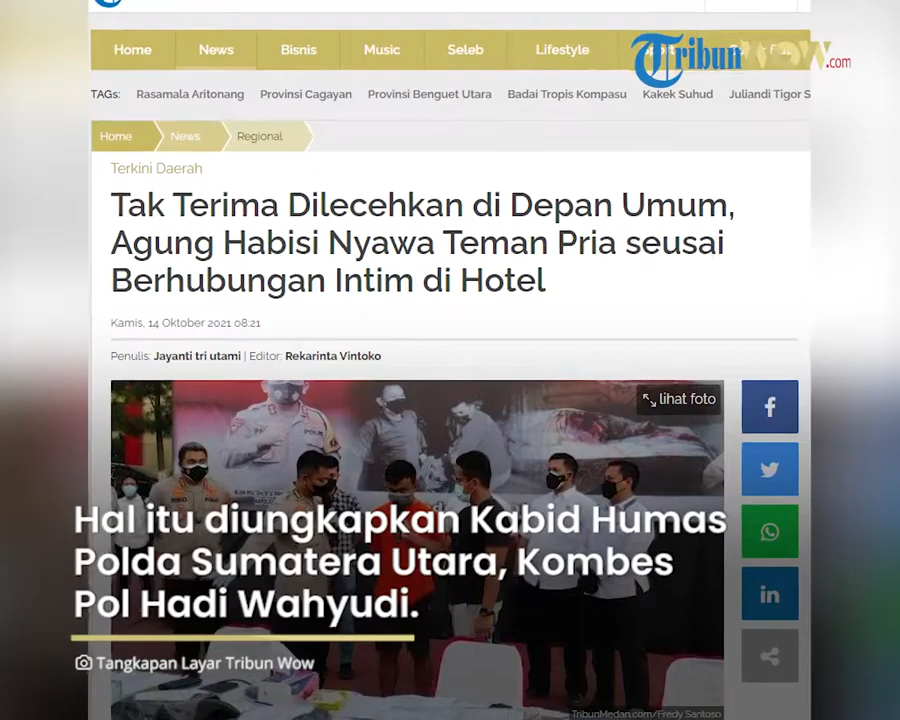 Home News Bisnis Music Seleb Lifestyle
Tribun WOW.com
TAGS: Rasamala Aritonang Provinsi Cagayan Provinsi Benguet Utara Badai Tropis Kompasu Kakek Suhud Juliandi Tigor S
Home News Regional
Terkini Daerah
Tak Terima Dilecehkan di Depan Umum,
Agung Habisi Nyawa Teman Pria seusai
Berhubungan Intim di Hotel
Kamis, 14 Oktober 2021 08:21
Penulis: Jayanti tri utami | Editor: Rekarinta Vintoko
lihat foto
POLISI
Hal itu diungkapkan Kabid Humas
Polda Sumatera Utara, Kombes
Pol Hadi Wahyudi.
Tangkapan Layar Tribun Wow
TribunMedan.com/Fredy Santoso